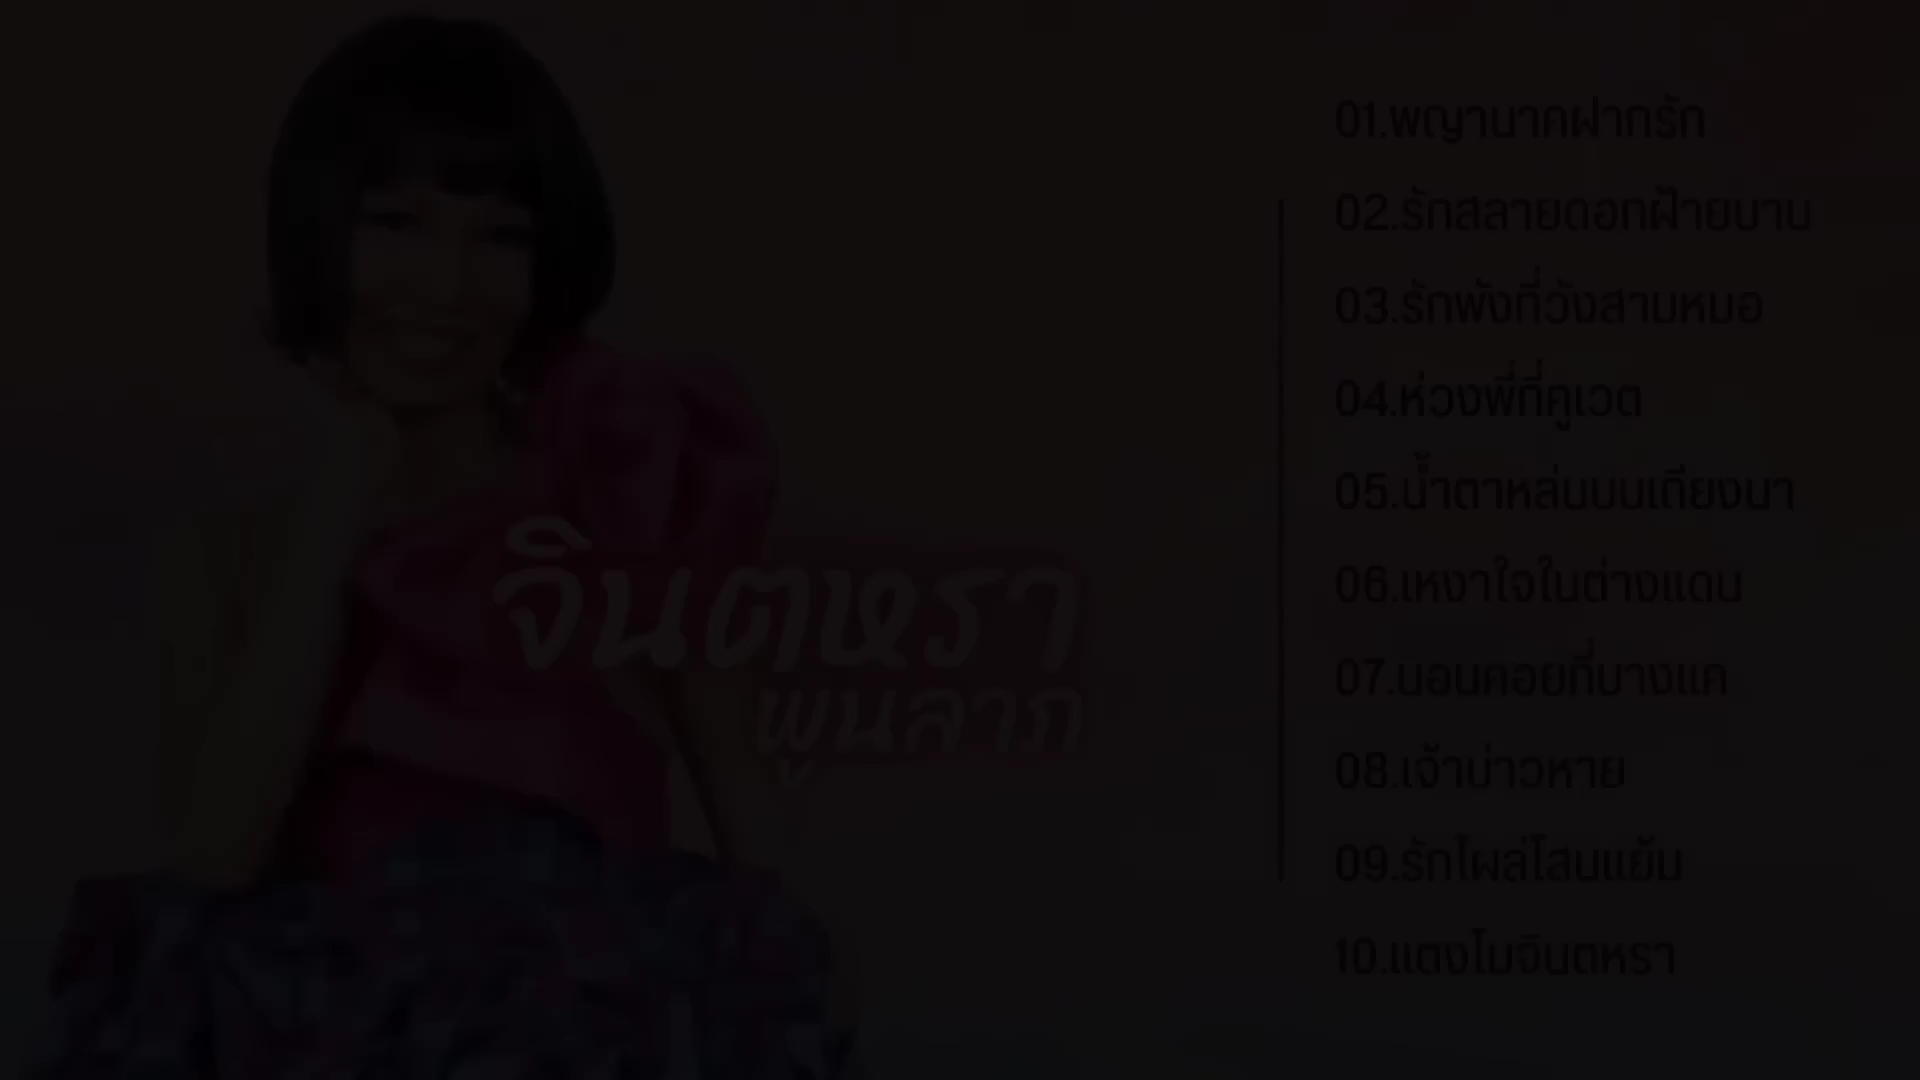 จินตหรา
พูนลาภ
01.พญานาคฝากรัก
02.รักสลายดอกฝ้ายบาน
03.รักพังที่วังสามหมอ
04.ห่วงพี่ที่คูเวต
05.น้ำตาหล่นบนเถียงนา
06.เหงาใจในต่างแดน
07.นอนคอยที่บางแค
08.เจ้าบ่าวหาย
09.รักโผล่โสนแย้ม
10.แตงโมจินตหรา